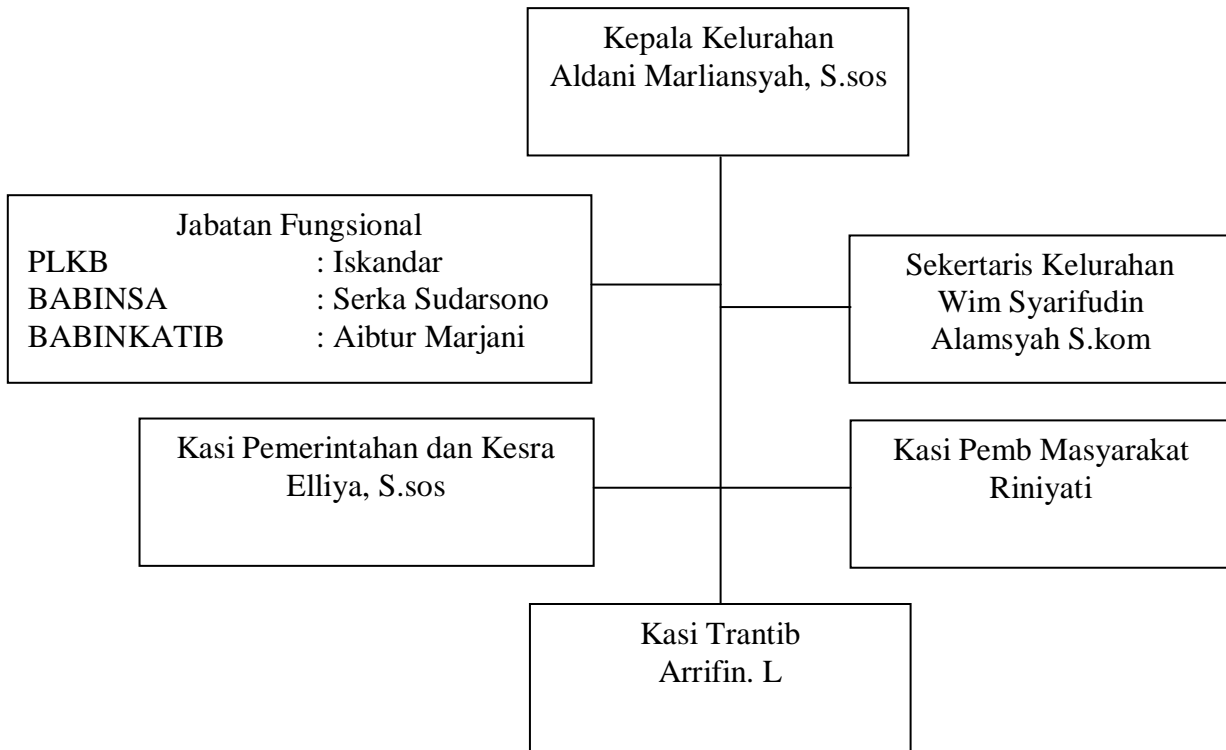 Kepala Kelurahan
Aldani Marliansyah, S.sos
Jabatan Fungsional
PLKB : Iskandar
BABINSA : Serka Sudarsono
BABINKATIB : Aibtur Marjani
Sekertaris Kelurahan
Wim Syarifudin
Alamsyah S.kom
Kasi Pemerintahan dan Kesra
Elliya, S.sos
Kasi Pemb Masyarakat
Riniyati
Kasi Trantib
Arrifin. L